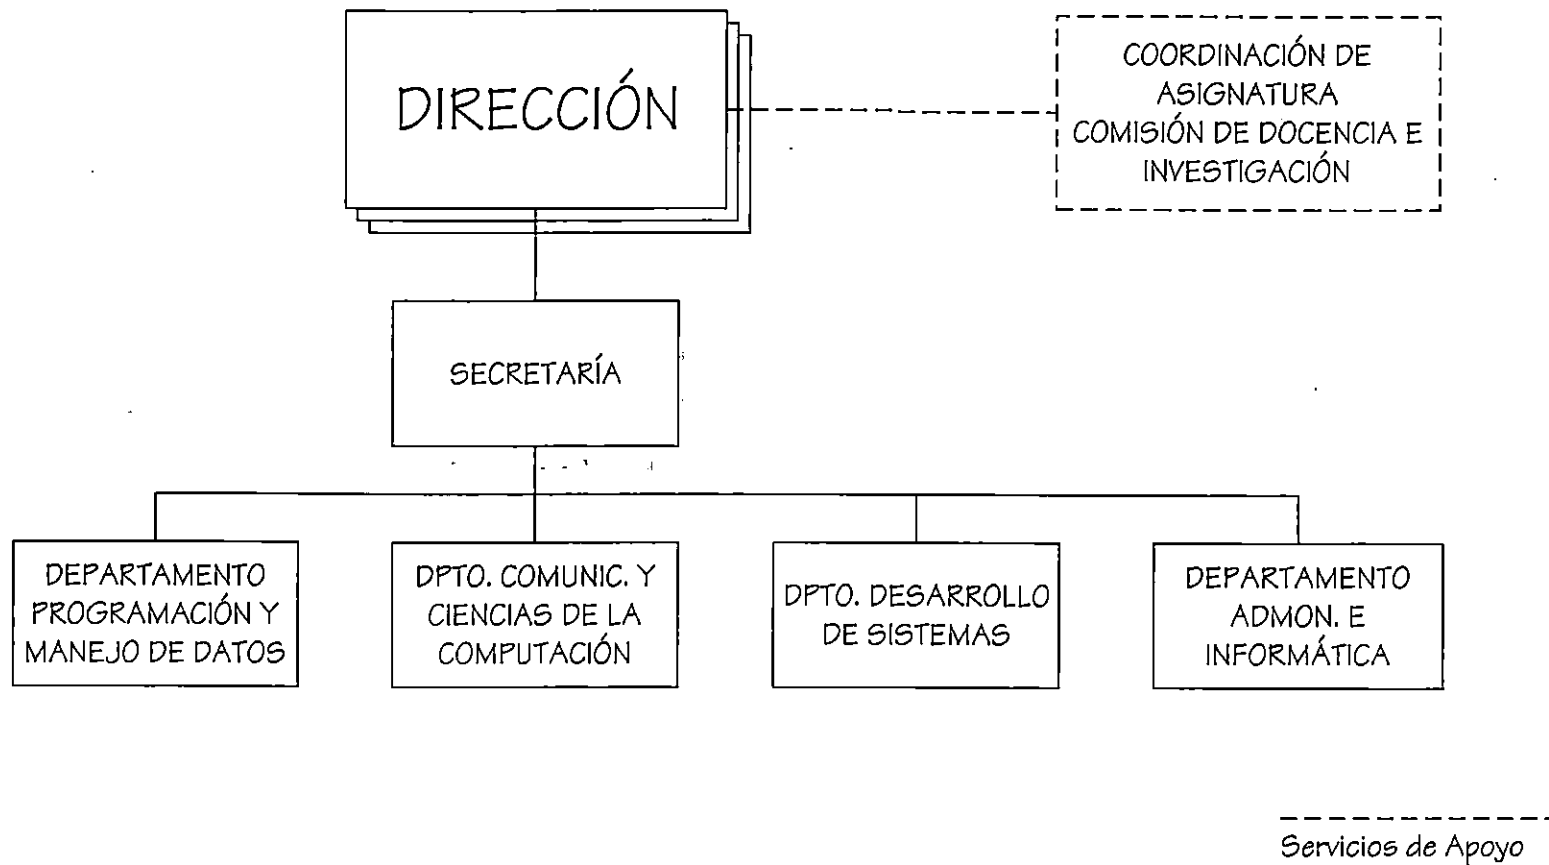 DIRECCIÓN
COORDINACIÓN DE
ASIGNATURA
COMISIÓN DE DOCENCIA E
INVESTIGACIÓN
SECRETARÍA
DEPARTAMENTO
PROGRAMACIÓN Y
MANEJO DE DATOS
DPTO. COMUNIC. Y
CIENCIAS DE LA
COMPUTACIÓN
DPTO. DESARROLLO
DE SISTEMAS
DEPARTAMENTO
ADMON. E
INFORMÁTICA
Servicios de Apoyo